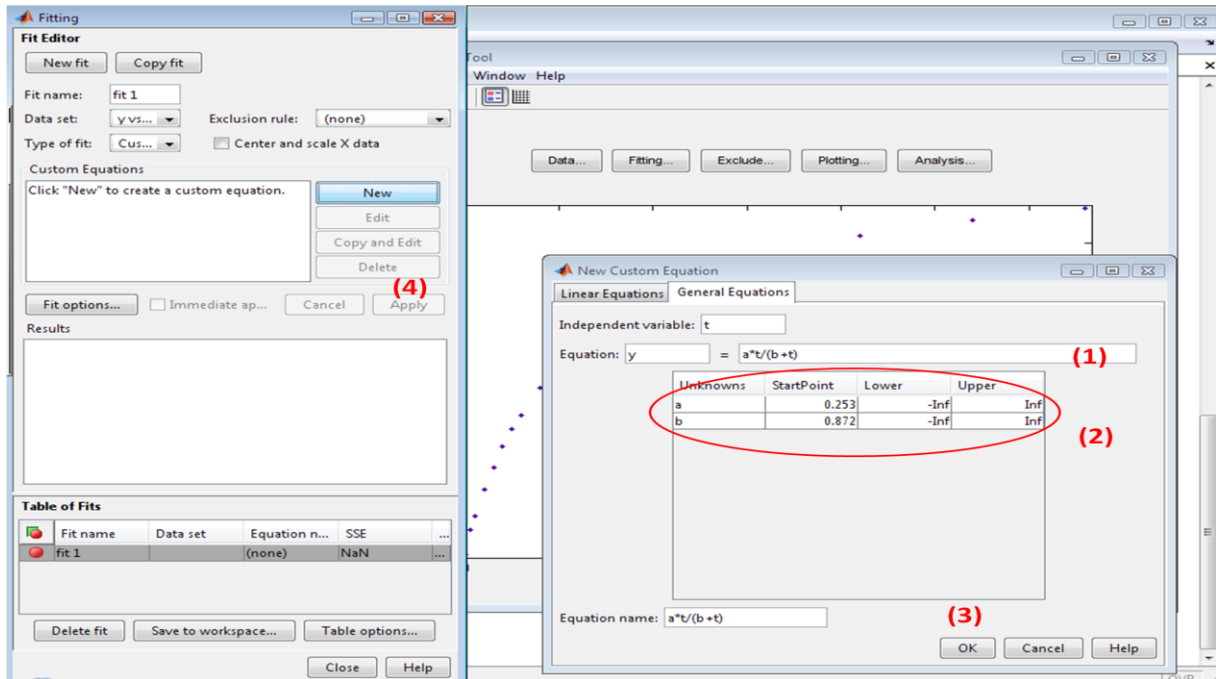 Fitting
Fit Editor
New fit Copy fit
Fit name: fit 1
Data set: y vs... Exclusion rule: (none)
Type of fit: Cus... Center and scale X data
Custom Equations
Click "New" to create a custom equation.
New
Edit
Copy and Edit
Delete
(4)
Fit options... Immediate ap... Cancel Apply
Results
Table of Fits
Fit name Data set Equation n... SSE ...
fit 1 (none) NaN ...
Delete fit Save to workspace... Table options...
Close Help
Tool
Window Help
Data... Fitting... Exclude... Plotting... Analysis...
New Custom Equation
Linear Equations General Equations
Independent variable: t
Equation: y = a*t/(b+t)
(1)
Unknowns StartPoint Lower Upper
a 0.253 -Inf Inf
b 0.872 -Inf Inf
(2)
Equation name: a*t/(b+t)
(3)
OK Cancel Help